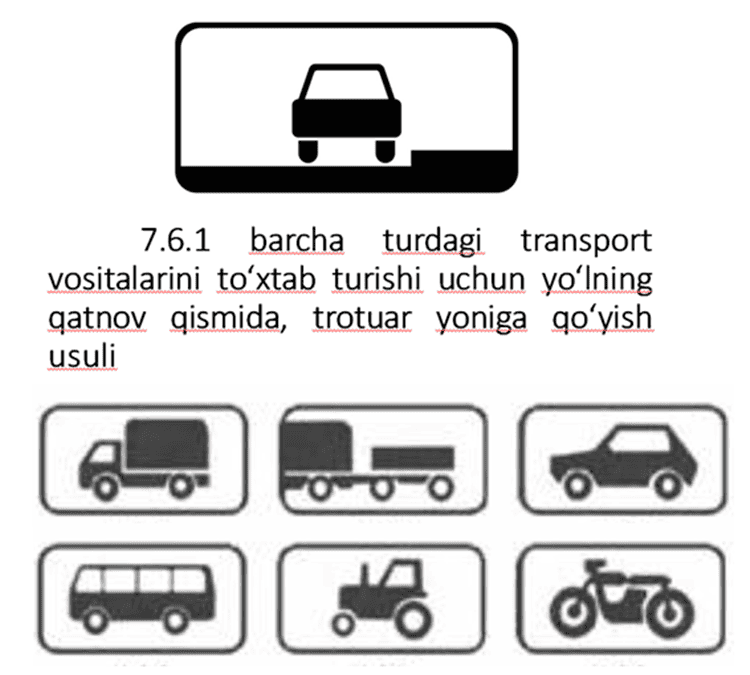 7.6.1 barcha turdagi transport
vositalarini to‘xtab turishi uchun yo‘lning
qatnov qismida, trotuar yoniga qo‘yish
usuli